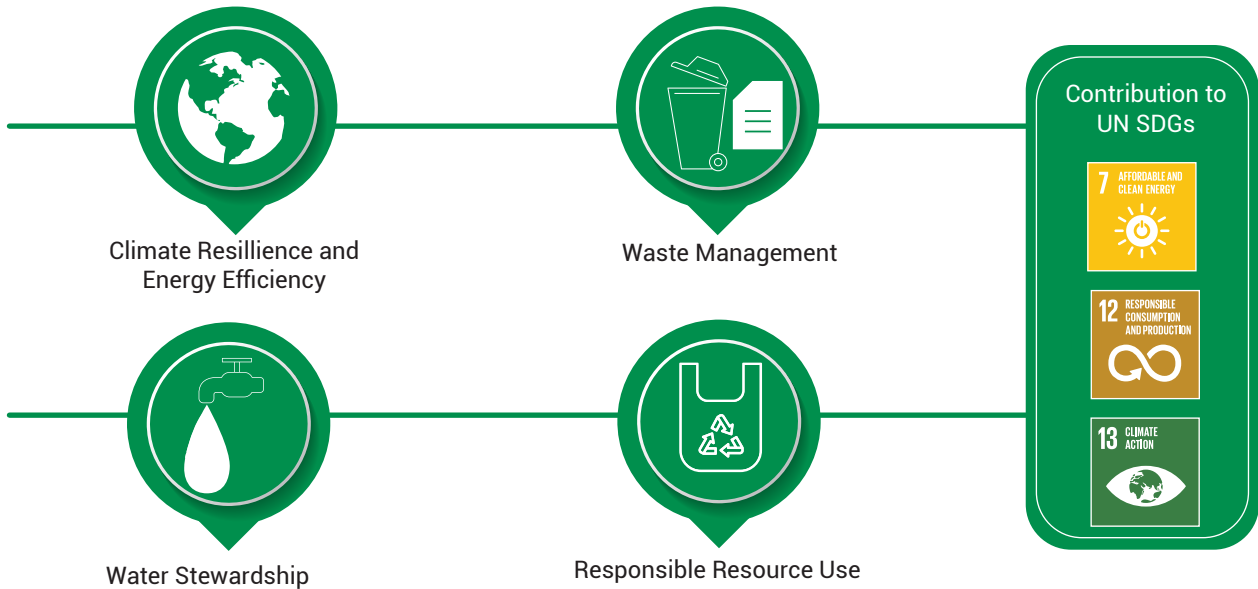 Climate Resillience and
Energy Efficiency
Waste Management
Water Stewardship
Responsible Resource Use
Contribution to
UN SDGs
7 AFFORDABLE AND
CLEAN ENERGY
12 RESPONSIBLE
CONSUMPTION
AND PRODUCTION
13 CLIMATE
ACTION